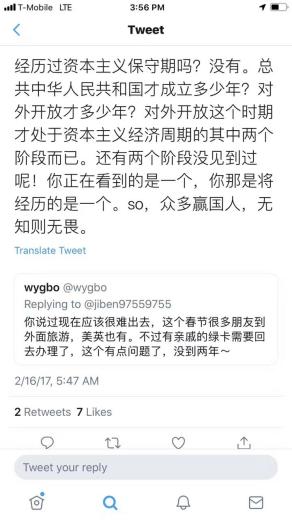 T-Mobile LTE 3:56 PM
Tweet
经历过资本主义保守期吗？没有。总
共中华人民共和国才成立多少年？对
外开放才多少年？对外开放这个时期
才处于资本主义经济周期的其中两个
阶段而已。还有两个阶段没见到过
呢！你正在看到的是一个，你那是将
经历的是一个。so，众多赢国人，无
知则无畏。
Translate Tweet
wygbo @wygbo
Replying to @jiben97559755
你说过现在应该很难出去，这个春节很多朋友到
外面旅游，美英也有。不过有亲戚的绿卡需要回
去办理了，这个有点问题了，没到两年～
2/16/17, 5:47 AM
2 Retweets 7 Likes
Tweet your reply